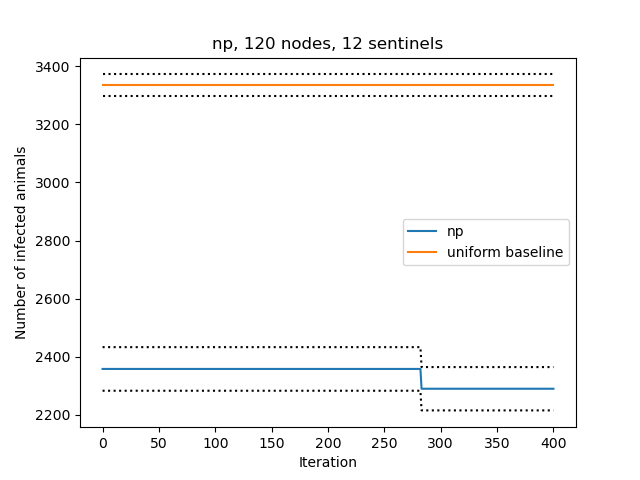 np, 120 nodes, 12 sentinels
Number of infected animals
3400
3200
3000
2800
2600
2400
2200
np
uniform baseline
0 50 100 150 200 250 300 350 400
Iteration